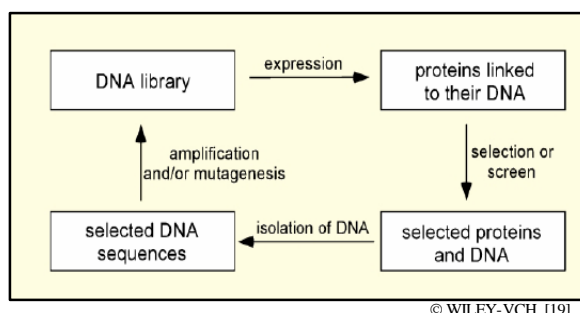 DNA library
expression
proteins linked
to their DNA
selection or
screen
selected proteins
and DNA
isolation of DNA
selected DNA
sequences
amplification
and/or mutagenesis
© WILEY-VCH [19]